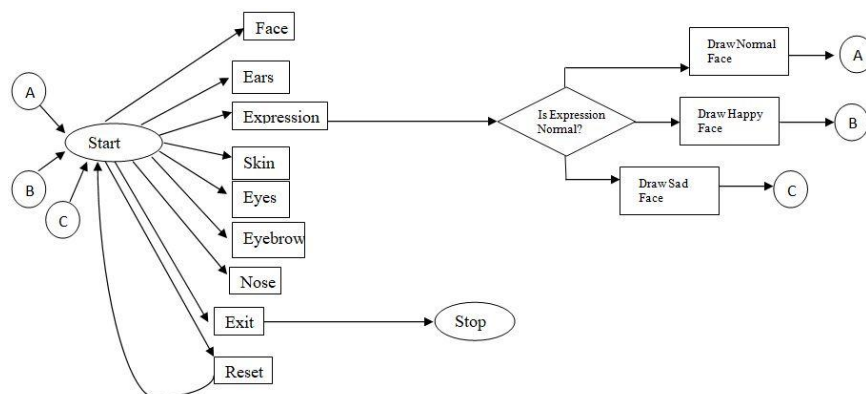 Face
Ears
Expression
Skin
Eyes
Eyebrow
Nose
Exit
Reset
A
B
C
Start
Stop
Is Expression
Normal?
Draw Normal
Face
A
Draw Happy
Face
B
Draw Sad
Face
C